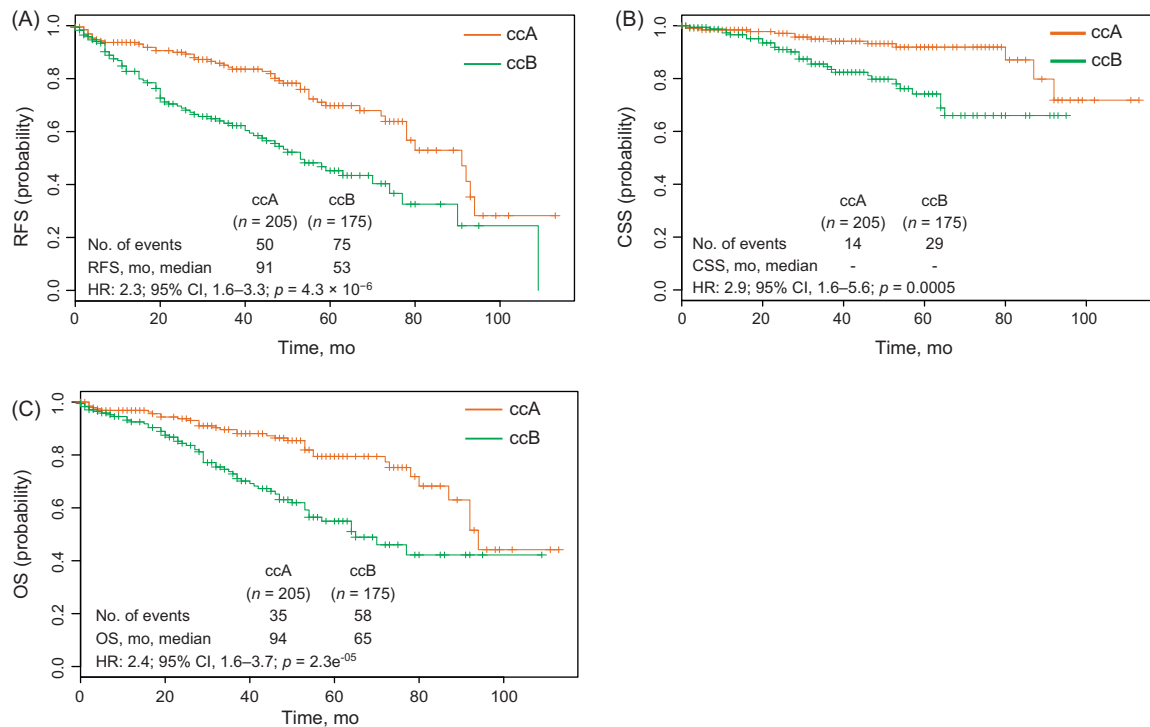 (A)
ccA
ccB
RFS (probability)
1.0
0.8
0.6
0.4
0.2
0.0
ccA ccB
(n = 205) (n = 175)
No. of events 50 75
RFS, mo, median 91 53
HR: 2.3; 95% CI, 1.6–3.3; p = 4.3 × 10⁻⁶
0 20 40 60 80 100
Time, mo
(B)
ccA
ccB
CSS (probability)
1.0
0.8
0.6
0.4
0.2
0.0
ccA ccB
(n = 205) (n = 175)
No. of events 14 29
CSS, mo, median - -
HR: 2.9; 95% CI, 1.6–5.6; p = 0.0005
0 20 40 60 80 100
Time, mo
(C)
ccA
ccB
OS (probability)
1.0
0.8
0.6
0.4
0.2
0.0
ccA ccB
(n = 205) (n = 175)
No. of events 35 58
OS, mo, median 94 65
HR: 2.4; 95% CI, 1.6–3.7; p = 2.3e⁻⁰⁵
0 20 40 60 80 100
Time, mo